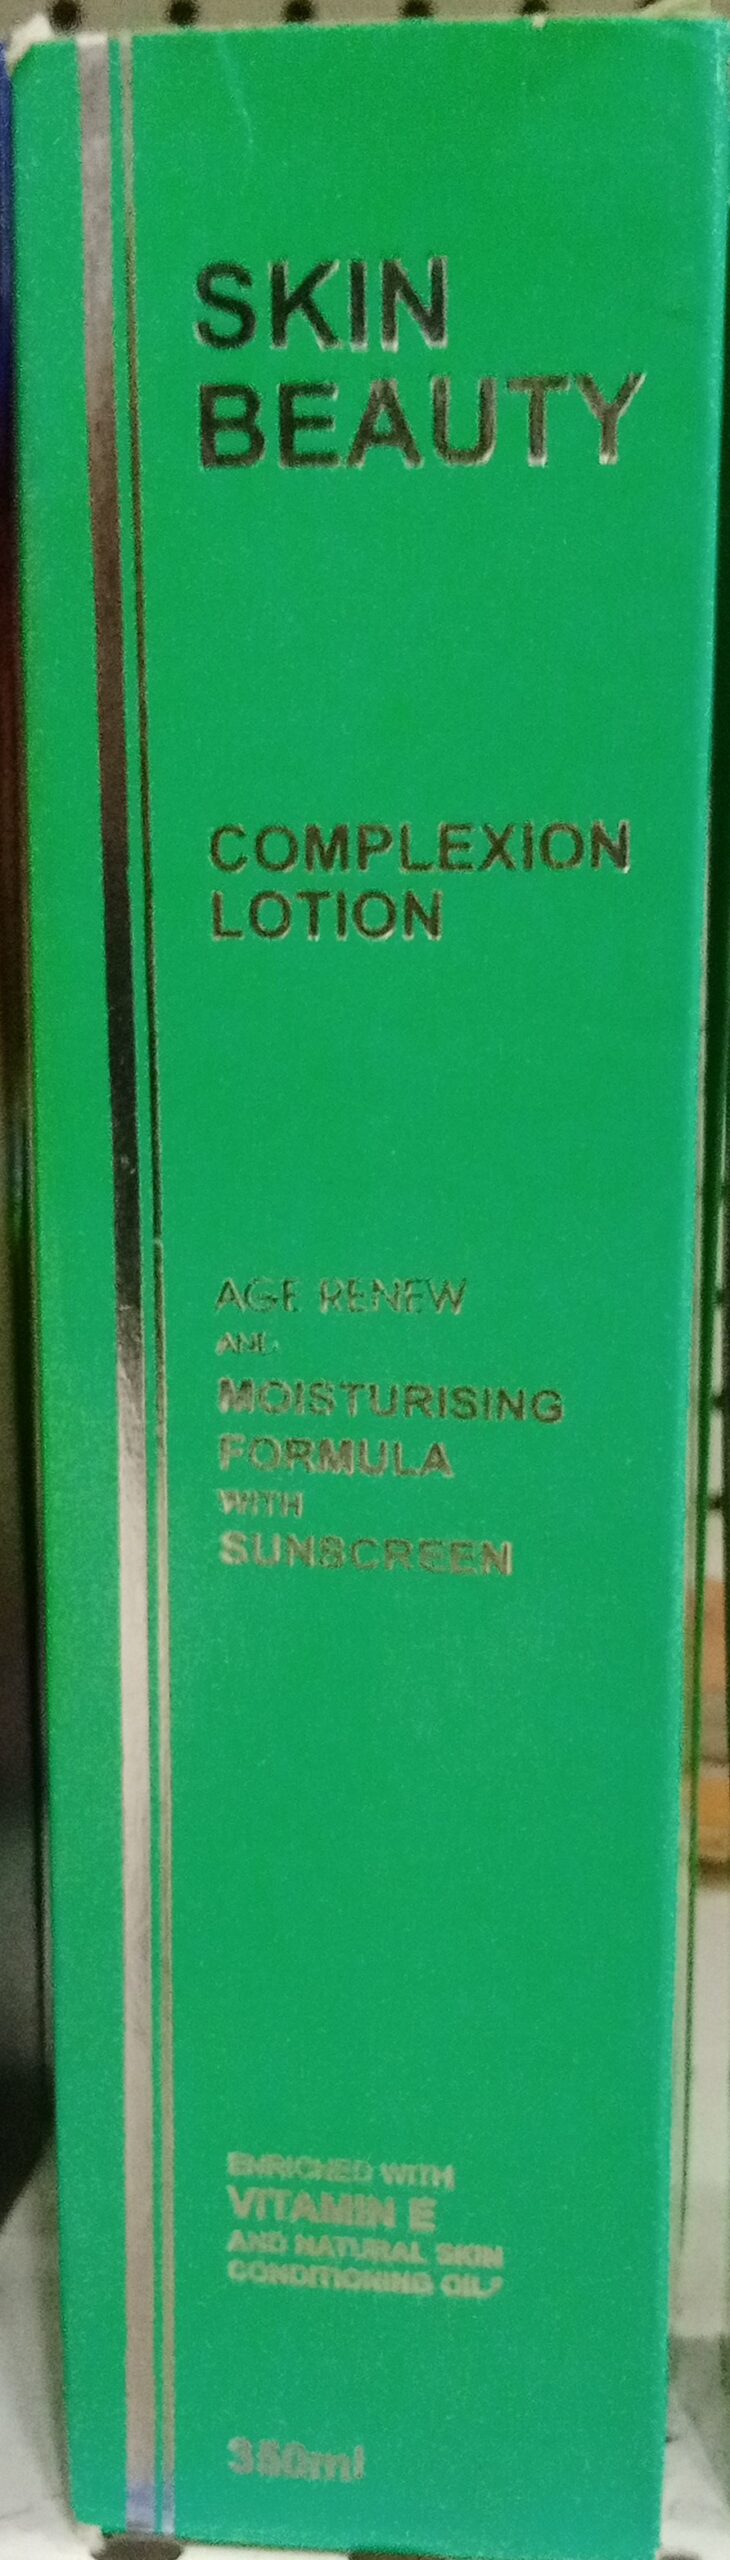 SKIN
BEAUTY
COMPLEXION
LOTION
AGE RENEW
AND
MOISTURISING
FORMULA
WITH
SUNSCREEN
ENRICHED WITH
VITAMIN E
AND NATURAL SKIN
CONDITIONING OILS
350ml